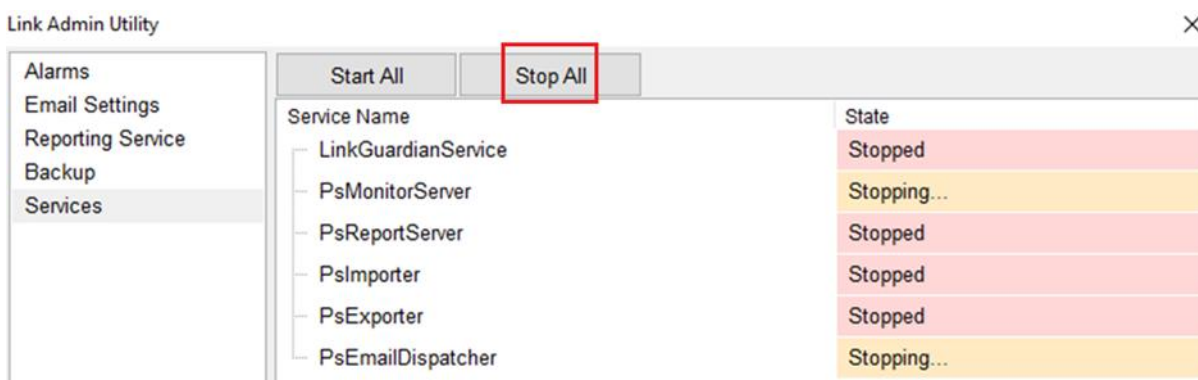 Link Admin Utility
Alarms
Email Settings
Reporting Service
Backup
Services
Start All
Stop All
Service Name State
LinkGuardianService Stopped
PsMonitorServer Stopping...
PsReportServer Stopped
PsImporter Stopped
PsExporter Stopped
PsEmailDispatcher Stopping...